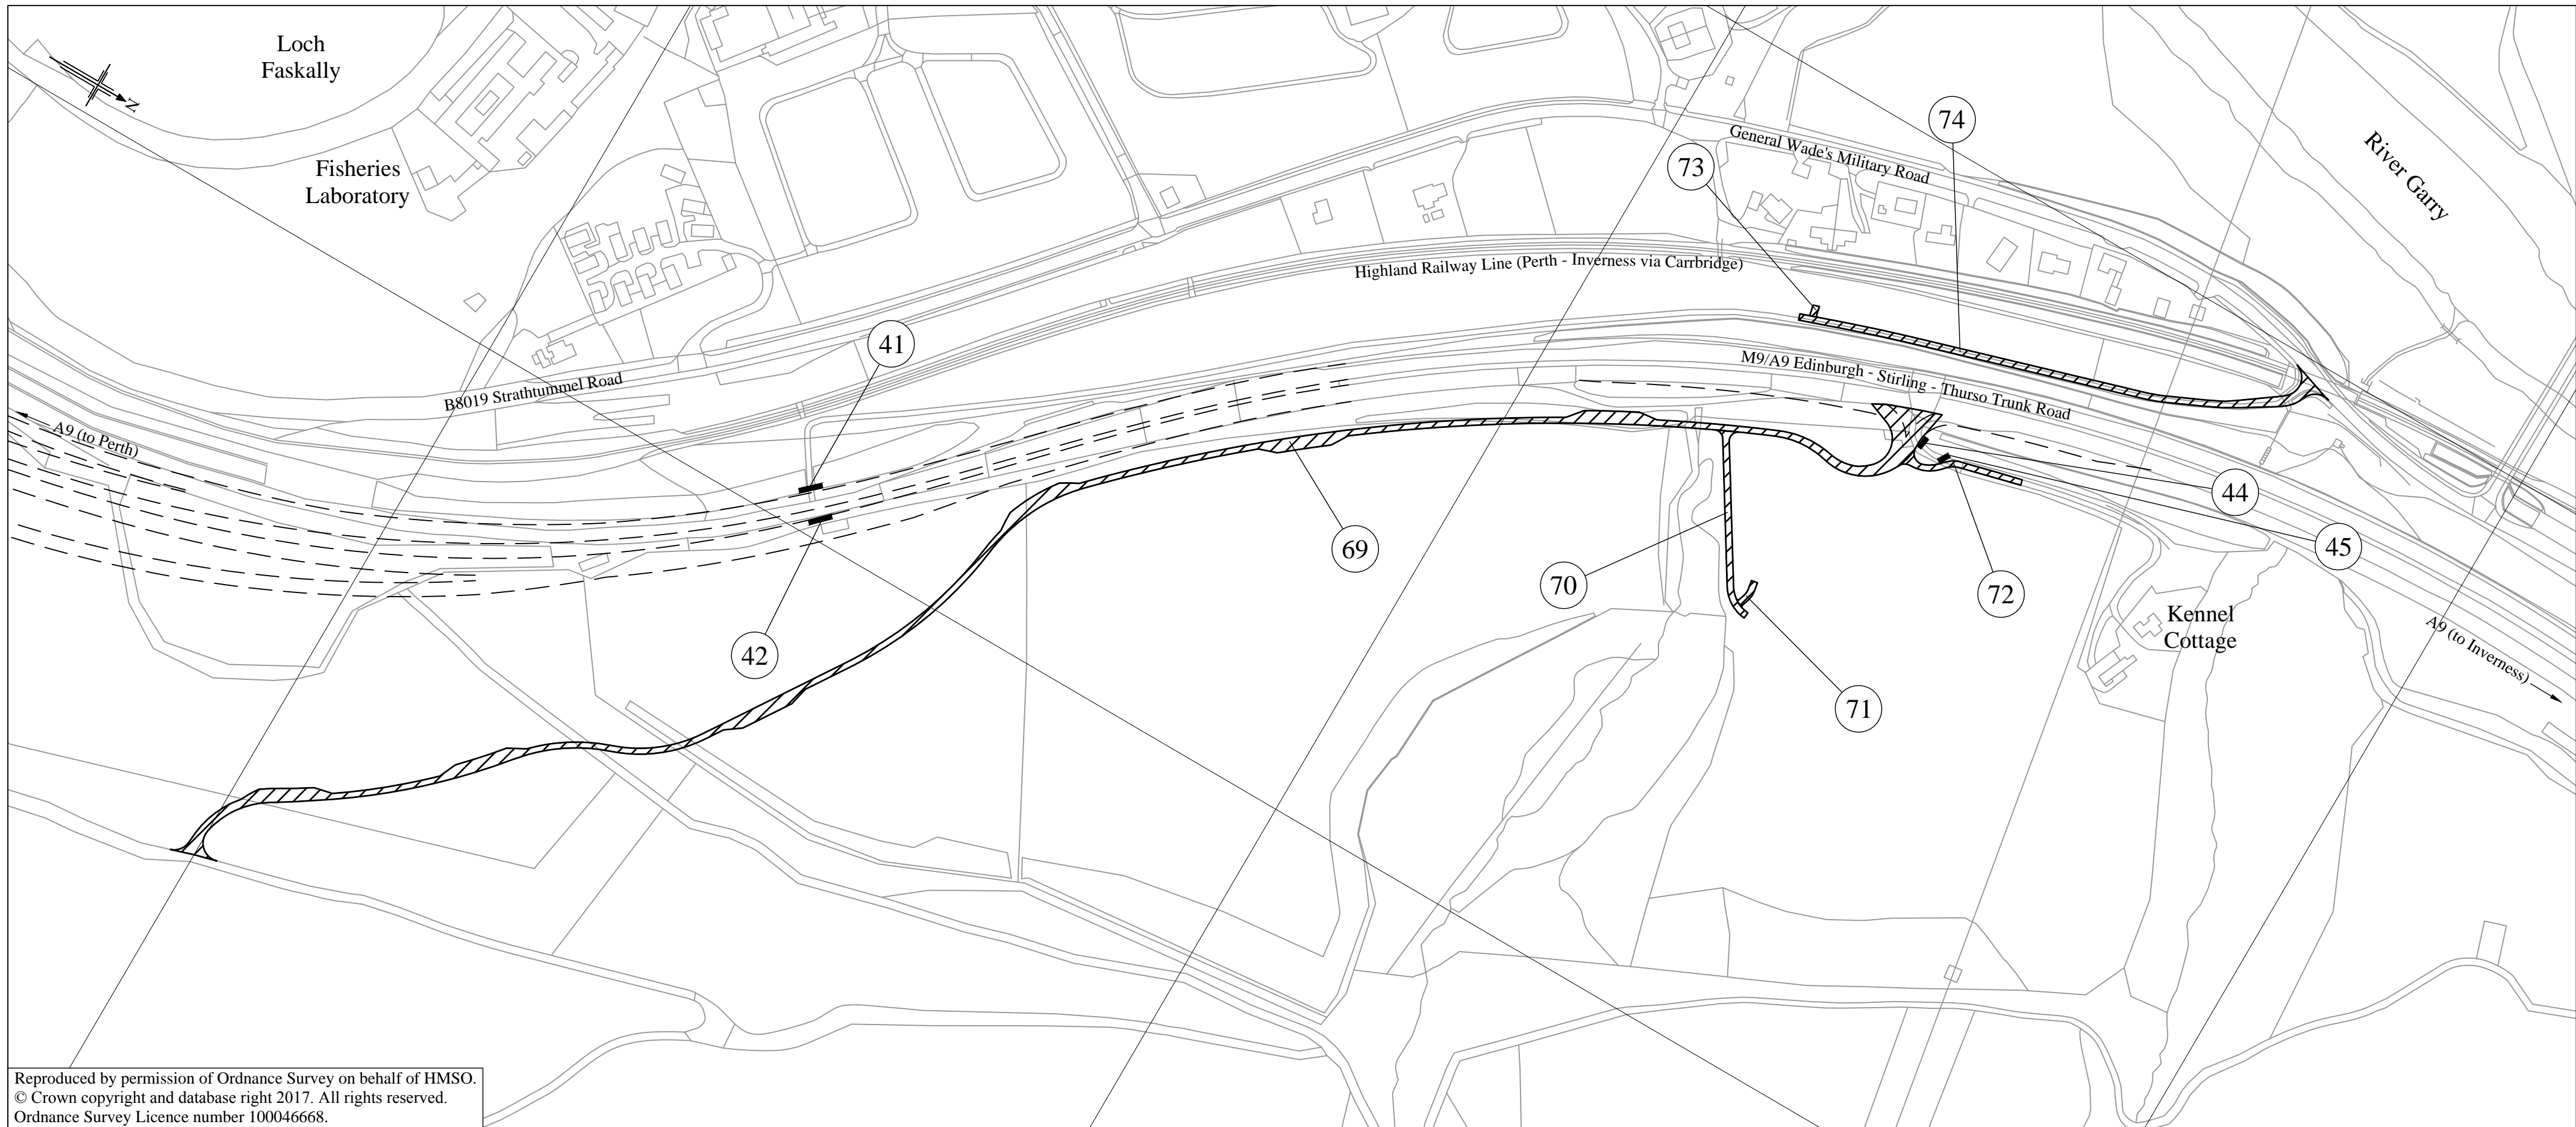 Loch
Faskally
N
Fisheries
Laboratory
74
General Wade's Military Road
73
River Garry
Highland Railway Line (Perth - Inverness via Carrbridge)
41
M9/A9 Edinburgh - Stirling - Thurso Trunk Road
B8019 Strathtummel Road
A9 (to Perth)
44
45
69
70
72
Kennel
Cottage
A9 (to Inverness)
42
71
Reproduced by permission of Ordnance Survey on behalf of HMSO.
© Crown copyright and database right 2017. All rights reserved.
Ordnance Survey Licence number 100046668.